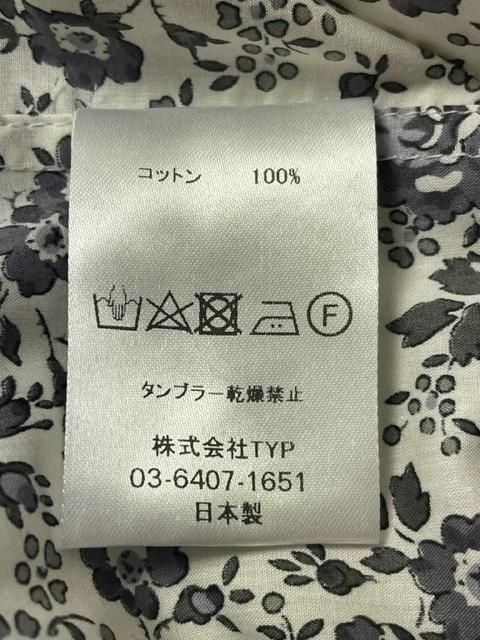 コットン 100%
F
タンブラー乾燥禁止
株式会社TYP
03-6407-1651
日本製